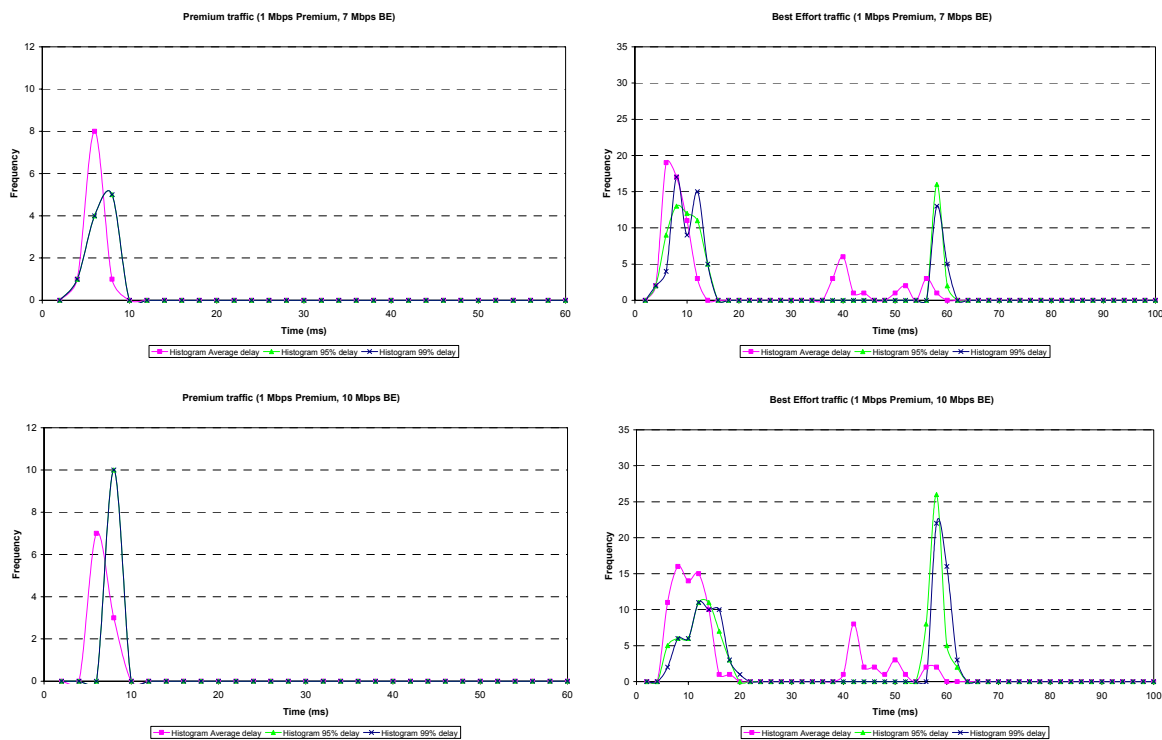 Premium traffic (1 Mbps Premium, 7 Mbps BE)
12
10
8
6
4
2
0
Frequency
0 10 20 30 40 50 60
Time (ms)
Histogram Average delay Histogram 95% delay Histogram 99% delay
Best Effort traffic (1 Mbps Premium, 7 Mbps BE)
35
30
25
20
15
10
5
0
Frequency
0 10 20 30 40 50 60 70 80 90 100
Time (ms)
Histogram Average delay Histogram 95% delay Histogram 99% delay
Premium traffic (1 Mbps Premium, 10 Mbps BE)
12
10
8
6
4
2
0
Frequency
0 10 20 30 40 50 60
Time (ms)
Histogram Average delay Histogram 95% delay Histogram 99% delay
Best Effort traffic (1 Mbps Premium, 10 Mbps BE)
35
30
25
20
15
10
5
0
Frequency
0 10 20 30 40 50 60 70 80 90 100
Time (ms)
Histogram Average delay Histogram 95% delay Histogram 99% delay